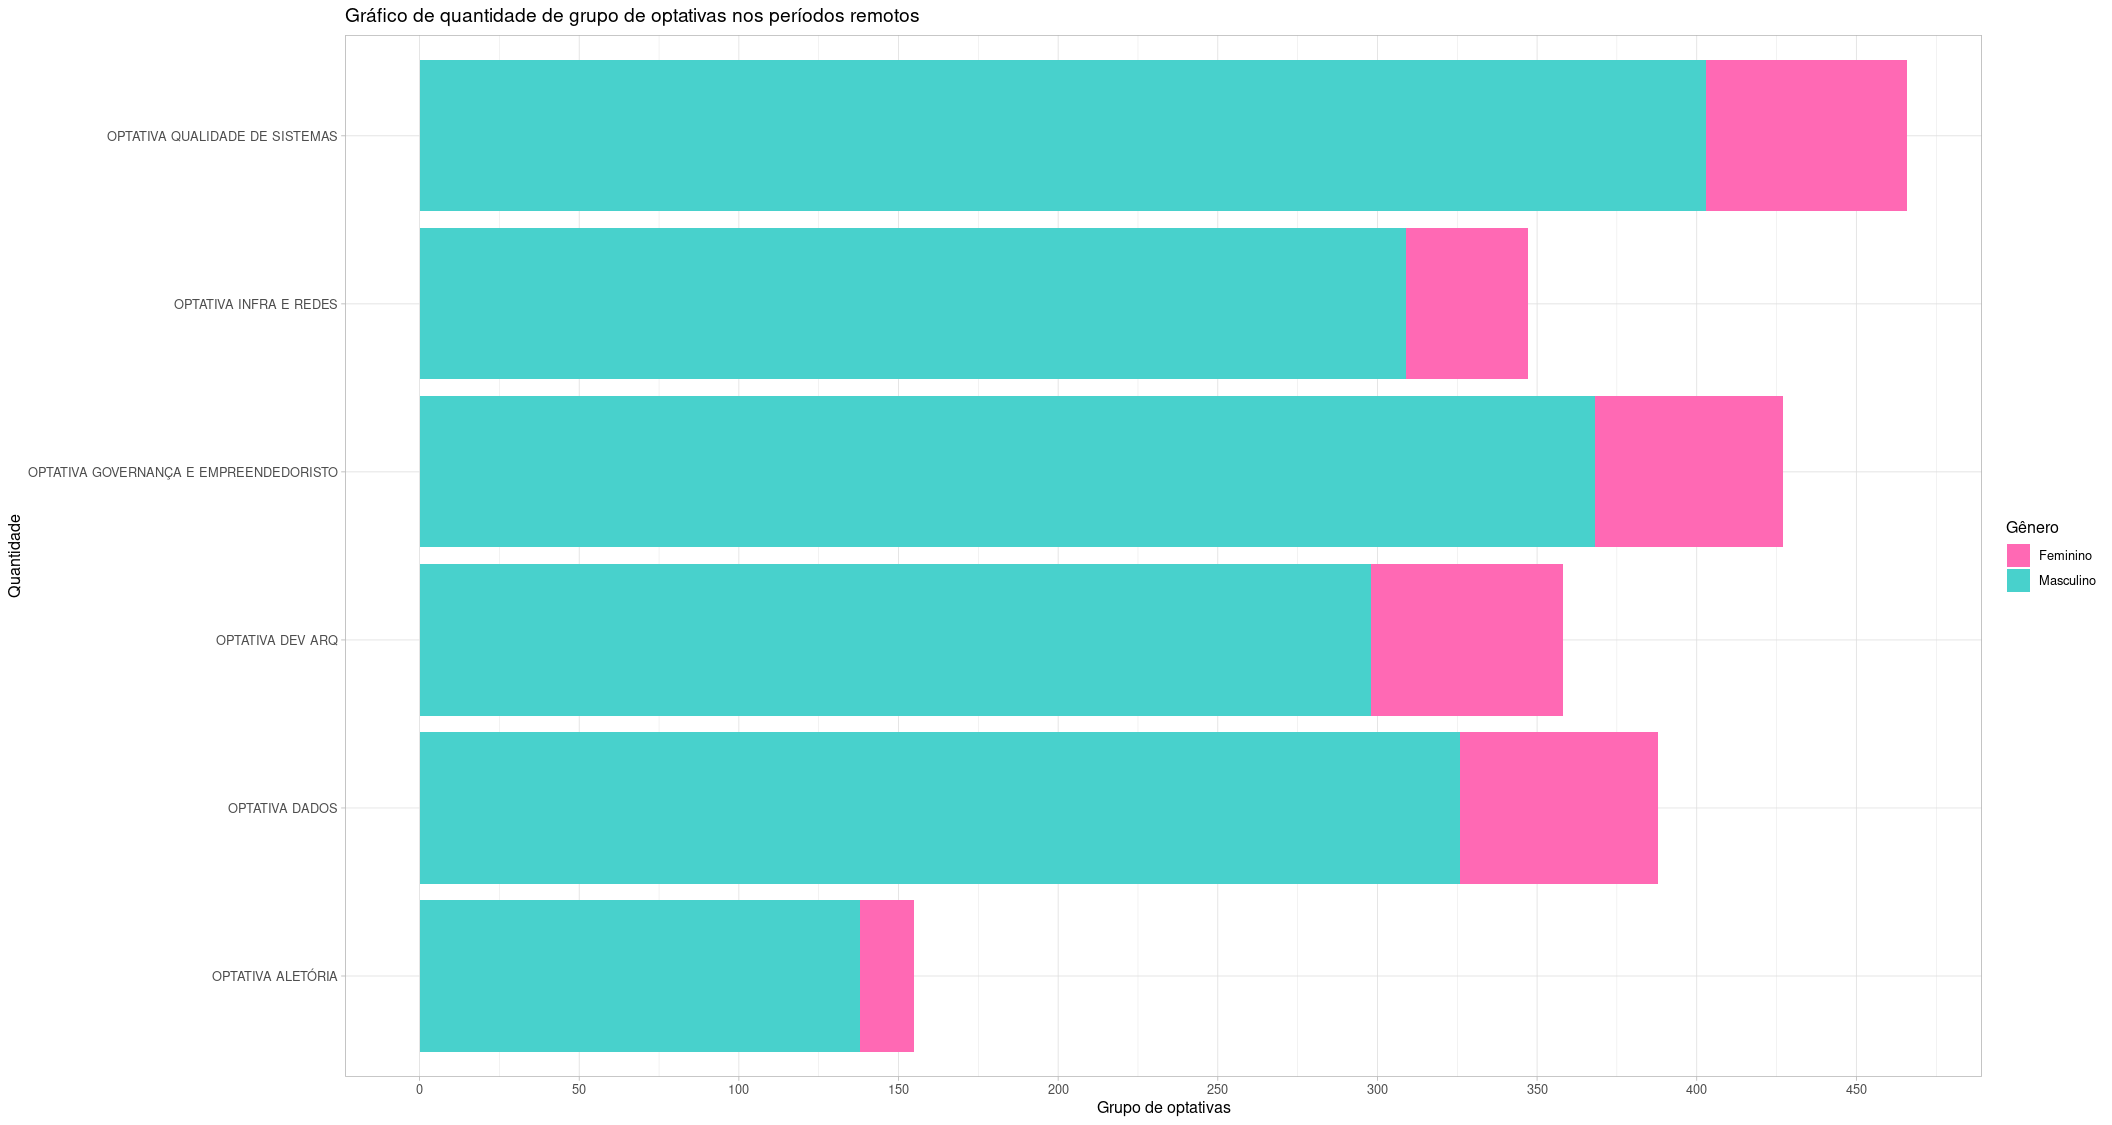 Gráfico de quantidade de grupo de optativas nos períodos remotos
OPTATIVA QUALIDADE DE SISTEMAS
OPTATIVA INFRA E REDES
OPTATIVA GOVERNANÇA E EMPREENDEDORISTO
OPTATIVA DEV ARQ
OPTATIVA DADOS
OPTATIVA ALETÓRIA
Quantidade
0 50 100 150 200 250 300 350 400 450
Grupo de optativas
Gênero
Feminino
Masculino